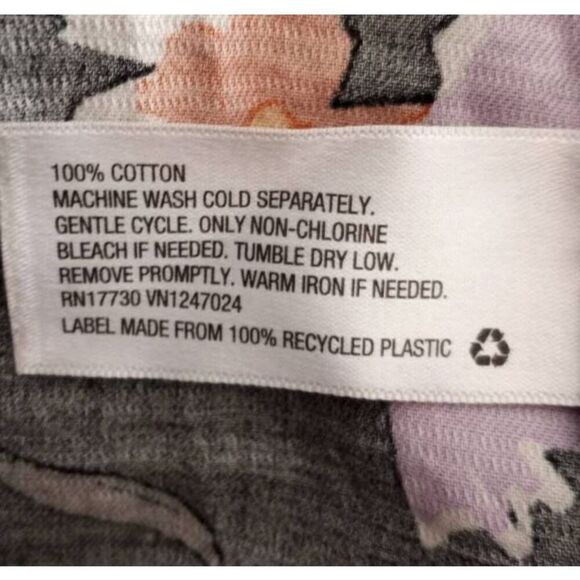 100% COTTON
MACHINE WASH COLD SEPARATELY.
GENTLE CYCLE. ONLY NON-CHLORINE
BLEACH IF NEEDED. TUMBLE DRY LOW.
REMOVE PROMPTLY. WARM IRON IF NEEDED.
RN17730 VN1247024
LABEL MADE FROM 100% RECYCLED PLASTIC